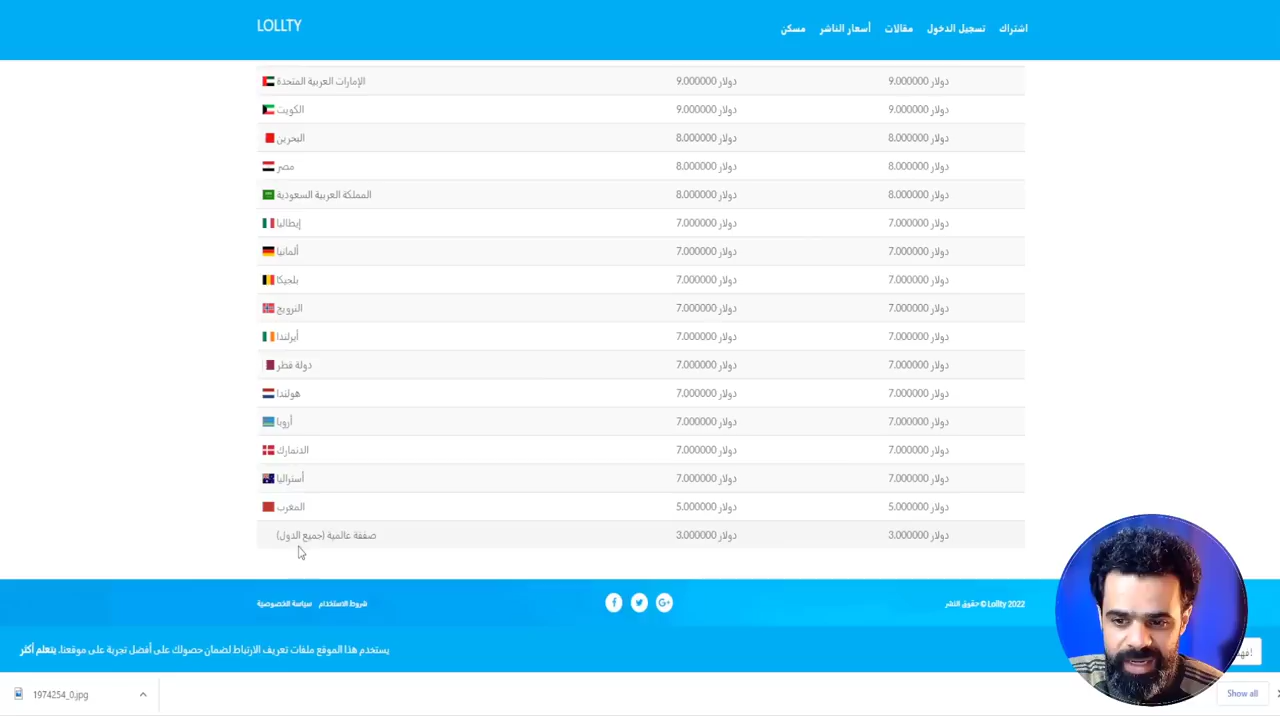 LOLLTY
اشتراك تسجيل الدخول مقالات أسعار الناشر مسكن
الإمارات العربية المتحدة 9.000000 دولار 9.000000 دولار
الكويت 9.000000 دولار 9.000000 دولار
البحرين 8.000000 دولار 8.000000 دولار
مصر 8.000000 دولار 8.000000 دولار
المملكة العربية السعودية 8.000000 دولار 8.000000 دولار
إيطاليا 7.000000 دولار 7.000000 دولار
ألمانيا 7.000000 دولار 7.000000 دولار
بلجيكا 7.000000 دولار 7.000000 دولار
النرويج 7.000000 دولار 7.000000 دولار
أيرلندا 7.000000 دولار 7.000000 دولار
دولة قطر 7.000000 دولار 7.000000 دولار
هولندا 7.000000 دولار 7.000000 دولار
أروبا 7.000000 دولار 7.000000 دولار
الدنمارك 7.000000 دولار 7.000000 دولار
أستراليا 7.000000 دولار 7.000000 دولار
المغرب 5.000000 دولار 5.000000 دولار
صفقة عالمية (جميع الدول) 3.000000 دولار 3.000000 دولار
شروط الاستخدام سياسة الخصوصية
حقوق النشر © Lollty 2022
يستخدم هذا الموقع ملفات تعريف الارتباط لضمان حصولك على أفضل تجربة على موقعنا. يتعلم أكثر
1974254_0.jpg
Show all